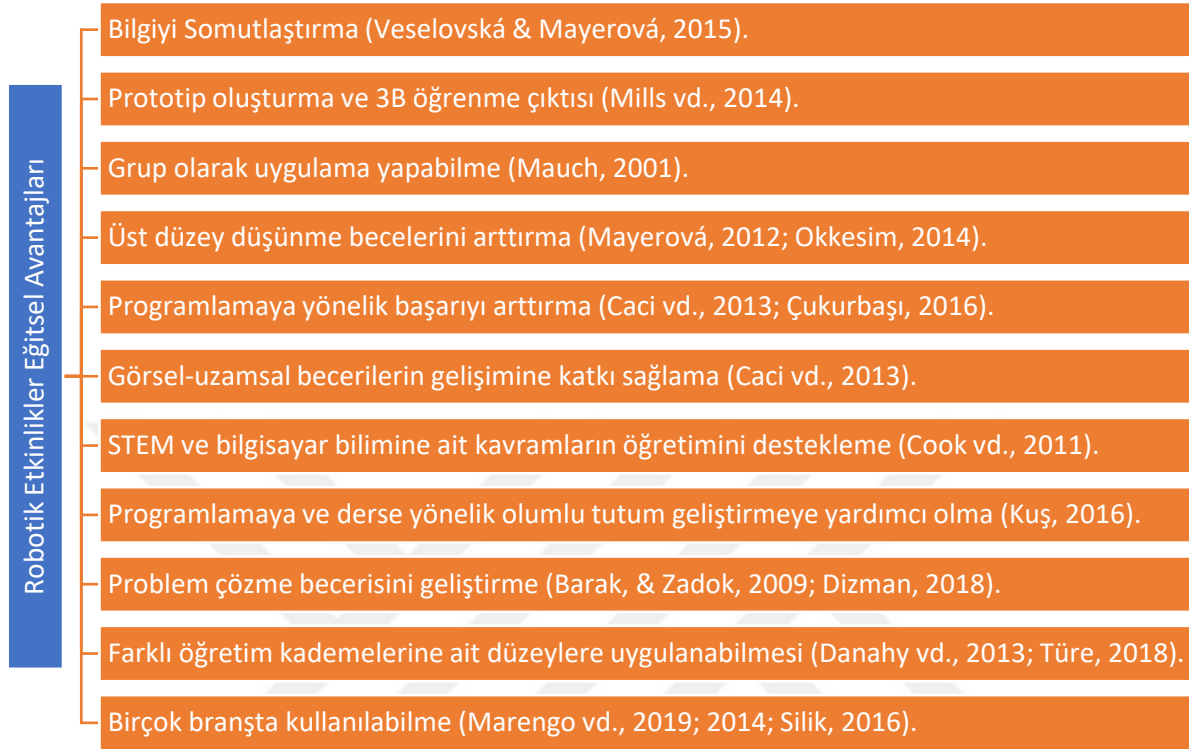 Robotik Etkinlikler Eğitsel Avantajları
Bilgiyi Somutlaştırma (Veselovská & Mayerová, 2015).
Prototip oluşturma ve 3B öğrenme çıktısı (Mills vd., 2014).
Grup olarak uygulama yapabilme (Mauch, 2001).
Üst düzey düşünme becelerini arttırma (Mayerová, 2012; Okkesim, 2014).
Programlamaya yönelik başarıyı arttırma (Caci vd., 2013; Çukurbaşı, 2016).
Görsel-uzamsal becerilerin gelişimine katkı sağlama (Caci vd., 2013).
STEM ve bilgisayar bilimine ait kavramların öğretimini destekleme (Cook vd., 2011).
Programlamaya ve derse yönelik olumlu tutum geliştirmeye yardımcı olma (Kuş, 2016).
Problem çözme becerisini geliştirme (Barak, & Zadok, 2009; Dizman, 2018).
Farklı öğretim kademelerine ait düzeylere uygulanabilmesi (Danahy vd., 2013; Türe, 2018).
Birçok branşta kullanılabilme (Marengo vd., 2019; 2014; Silik, 2016).